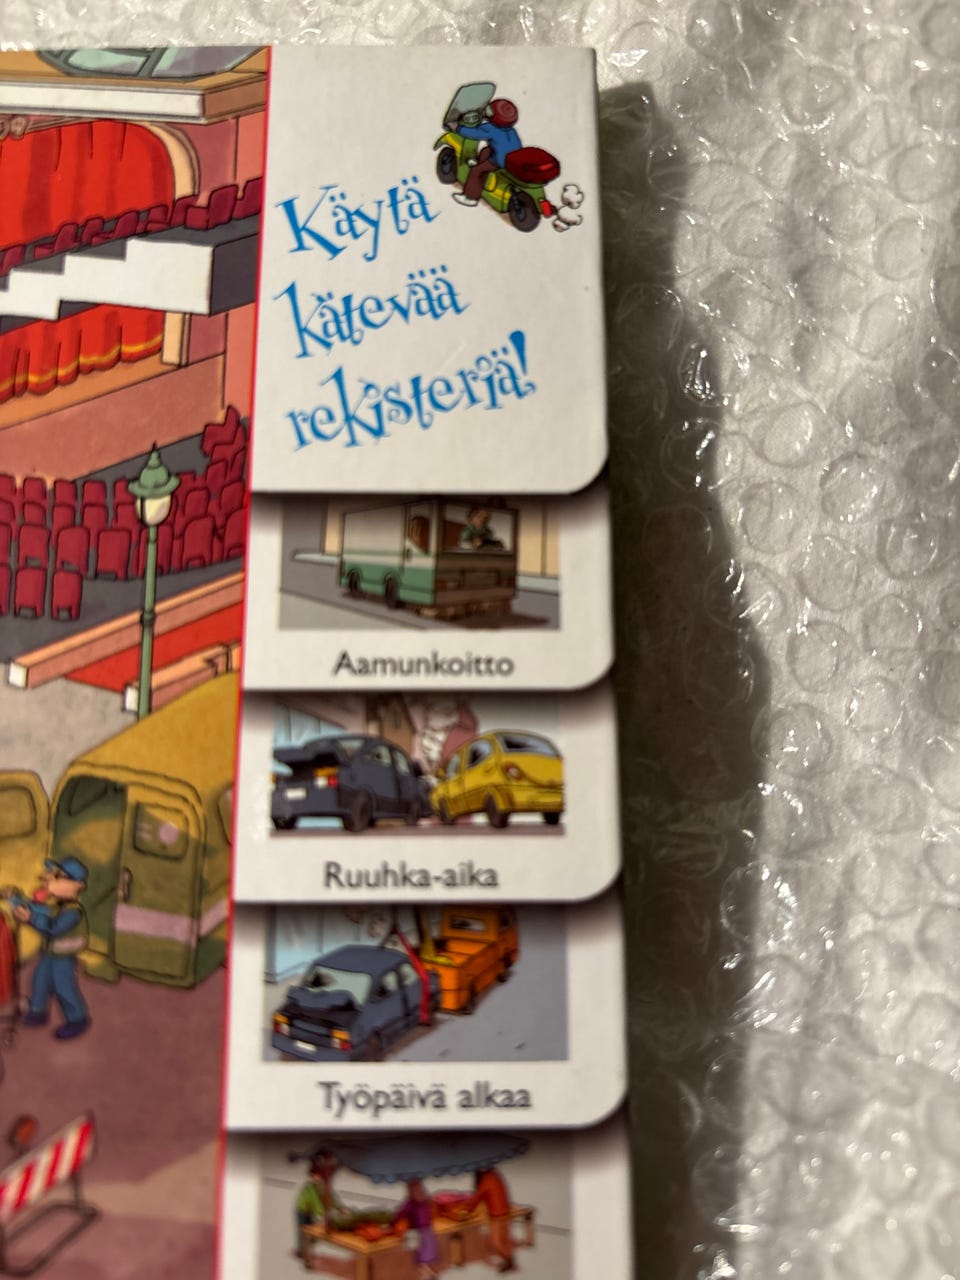 Käytä
kätevää
rekisteriä!
Aamunkoitto
Ruuhka-aika
Työpäivä alkaa